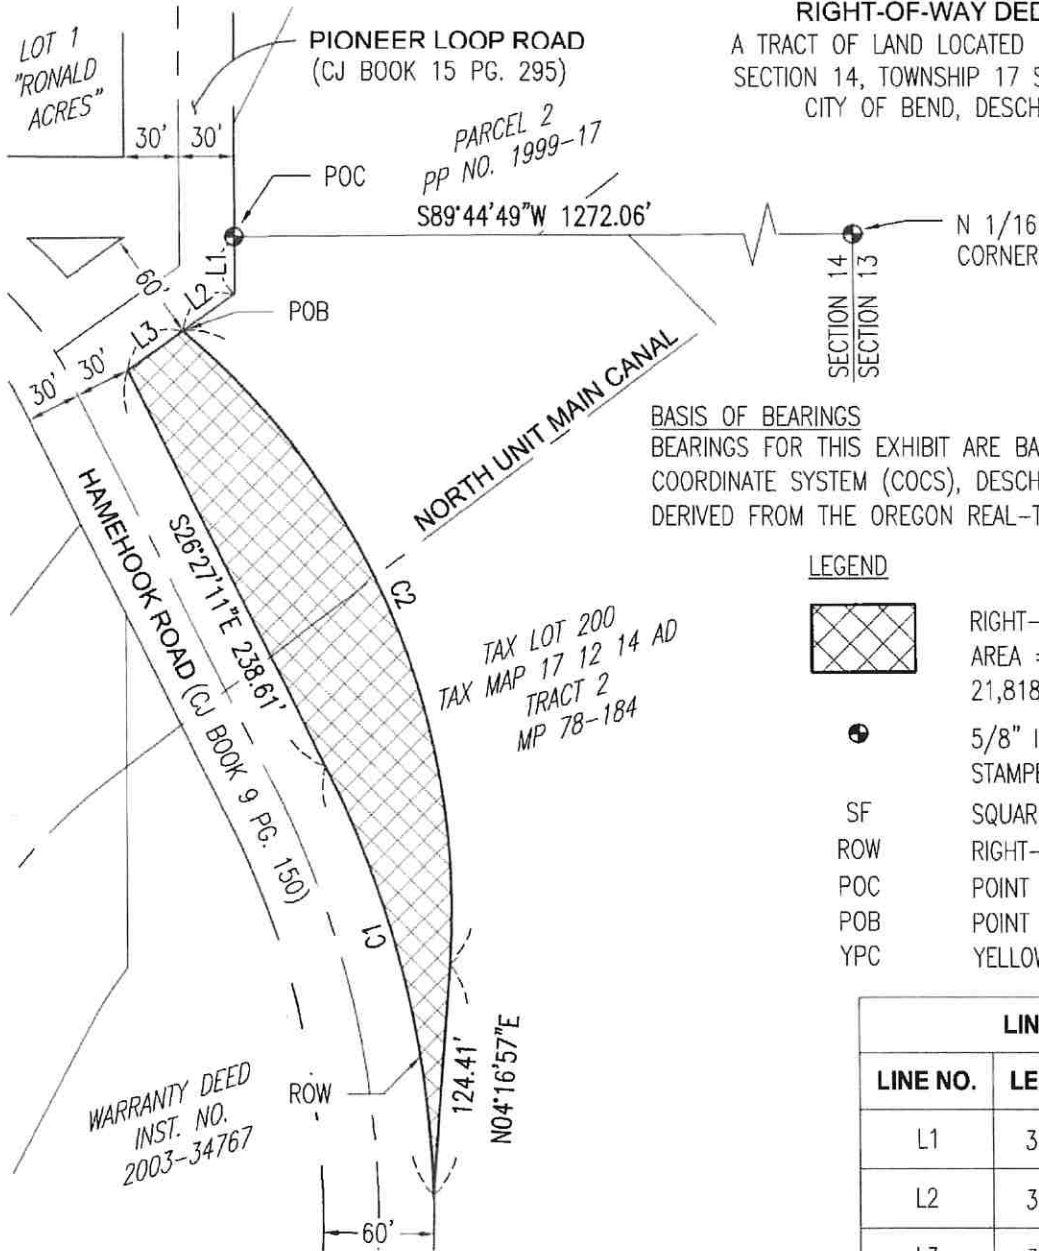 RIGHT-OF-WAY
A TRACT OF LAND LOCATED
SECTION 14, TOWNSHIP 17
CITY OF BEND,
LOT 1
"RONALD
ACRES"
PIONEER LOOP ROAD
(CJ BOOK 15 PG. 295)
30'
30'
PARCEL 2
PP NO. 1999-17
POC
S89°44'49"W 1272.06'
N 1/16
CORNER
SECTION 14
SECTION 13
60'
L1
L2
L3
POB
30'
30'
NORTH UNIT MAIN CANAL
BASIS OF BEARINGS
BEARINGS FOR THIS EXHIBIT ARE
COORDINATE SYSTEM (COCS),
DERIVED FROM THE OREGON
HAMEHOOK ROAD (CJ BOOK 9 PG. 150)
S26°27'11"E 238.61'
C2
TAX LOT 200
TAX MAP 17 12 14 AD
TRACT 2
MP 78-184
LEGEND
RIGHT-
AREA =
21,818
5/8"
STAMPE
SF SQUAR
ROW RIGHT-
POC POINT
POB POINT
YPC YELLOW
C1
124.41'
N04°16'57"E
ROW
WARRANTY DEED
INST. NO.
2003-34767
60'
LIN
LINE NO. LE
L1 3
L2 3